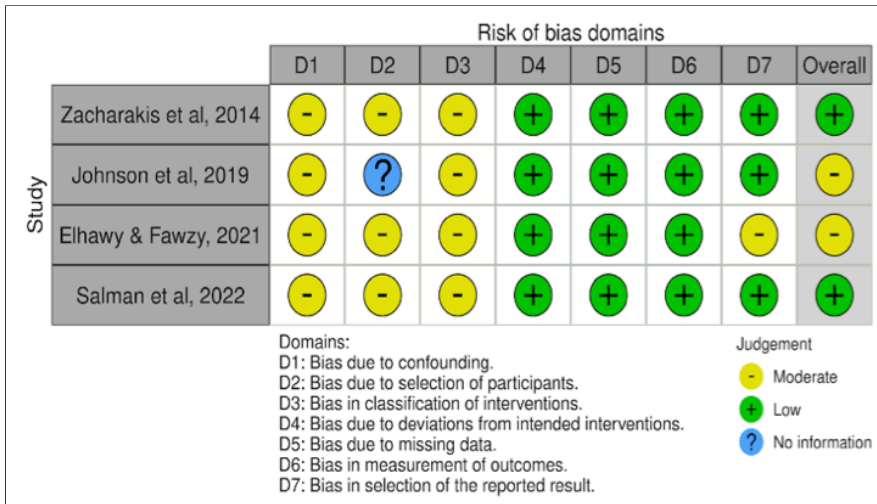 Risk of bias domains
D1 D2 D3 D4 D5 D6 D7 Overall
Study
Zacharakis et al, 2014 - - - + + + + +
Johnson et al, 2019 - ? - + + + + -
Elhawy & Fawzy, 2021 - - - + + + - -
Salman et al, 2022 - - - + + + + +
Domains:
D1: Bias due to confounding.
D2: Bias due to selection of participants.
D3: Bias in classification of interventions.
D4: Bias due to deviations from intended interventions.
D5: Bias due to missing data.
D6: Bias in measurement of outcomes.
D7: Bias in selection of the reported result.
Judgement
- Moderate
+ Low
? No information